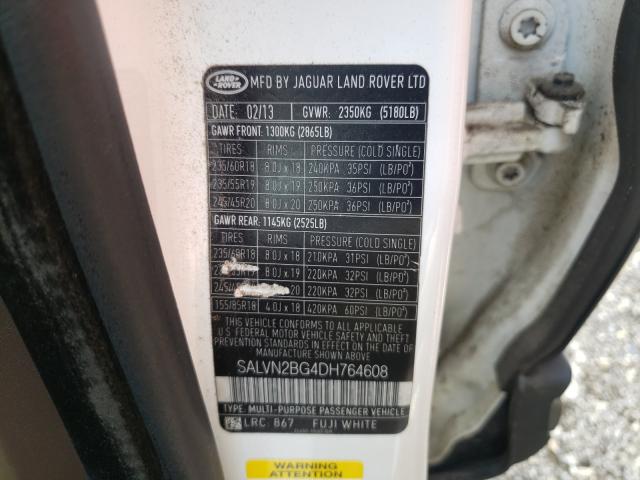 LAND ROVER
MFD BY JAGUAR LAND ROVER LTD
DATE: 02/13 GVWR: 2350KG (5180LB)
GAWR FRONT: 1300KG (2865LB)
TIRES RIMS PRESSURE (COLD SINGLE)
235/60R18 8.0J x 18 240KPA 35PSI (LB/PO²)
235/55R19 8.0J x 19 250KPA 36PSI (LB/PO²)
245/45R20 8.0J x 20 250KPA 36PSI (LB/PO²)
GAWR REAR: 1145KG (2525LB)
TIRES RIMS PRESSURE (COLD SINGLE)
235/60R18 8.0J x 18 210KPA 31PSI (LB/PO²)
8.0J x 19 220KPA 32PSI (LB/PO²)
20 220KPA 32PSI (LB/PO²)
155/85R18 4.0J x 18 420KPA 60PSI (LB/PO²)
THIS VEHICLE CONFORMS TO ALL APPLICABLE
U.S. FEDERAL MOTOR VEHICLE SAFETY AND THEFT
PREVENTION STANDARDS IN EFFECT ON THE DATE
OF MANUFACTURE SHOWN ABOVE.
SALVN2BG4DH764608
TYPE: MULTI-PURPOSE PASSENGER VEHICLE
LRC: 867 FUJI WHITE
WARNING
ATTENTION